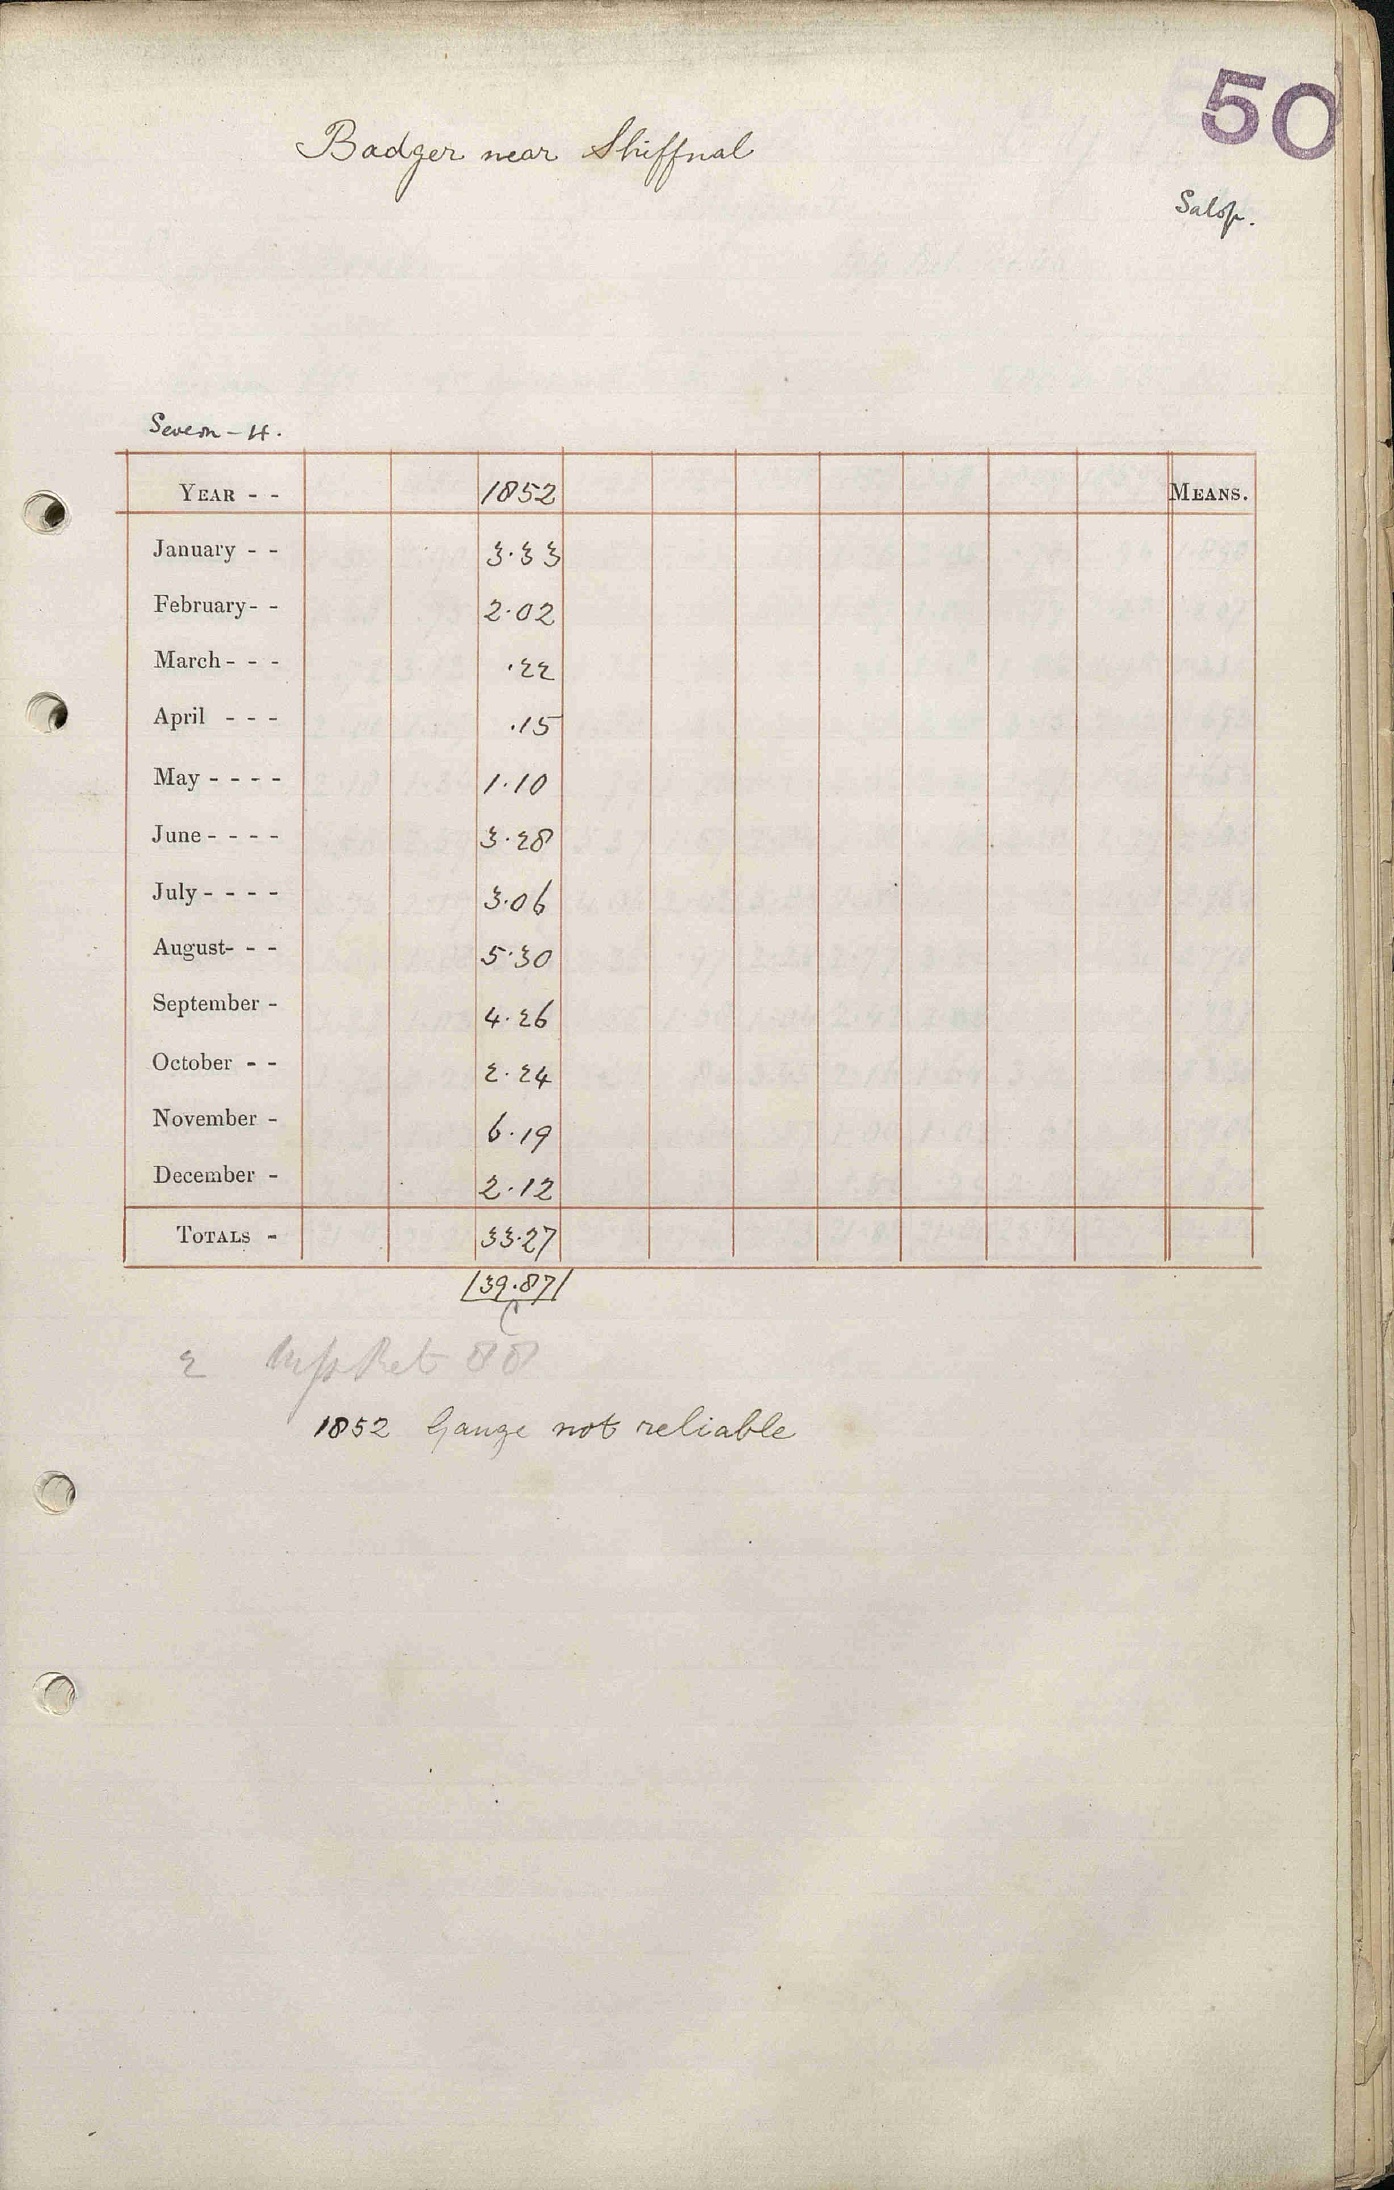 50
Badger near Shiffnal
Salop.
Severn - H.
YEAR - - 1852 MEANS.
January - - 3.33
February - - 2.02
March - - - .22
April - - - .15
May - - - - 1.10
June - - - - 3.28
July - - - - 3.06
August - - - 5.30
September - 4.26
October - - 2.24
November - 6.19
December - 2.12
TOTALS - 33.27
39.87
2 Ret 88
1852 Gauge not reliable